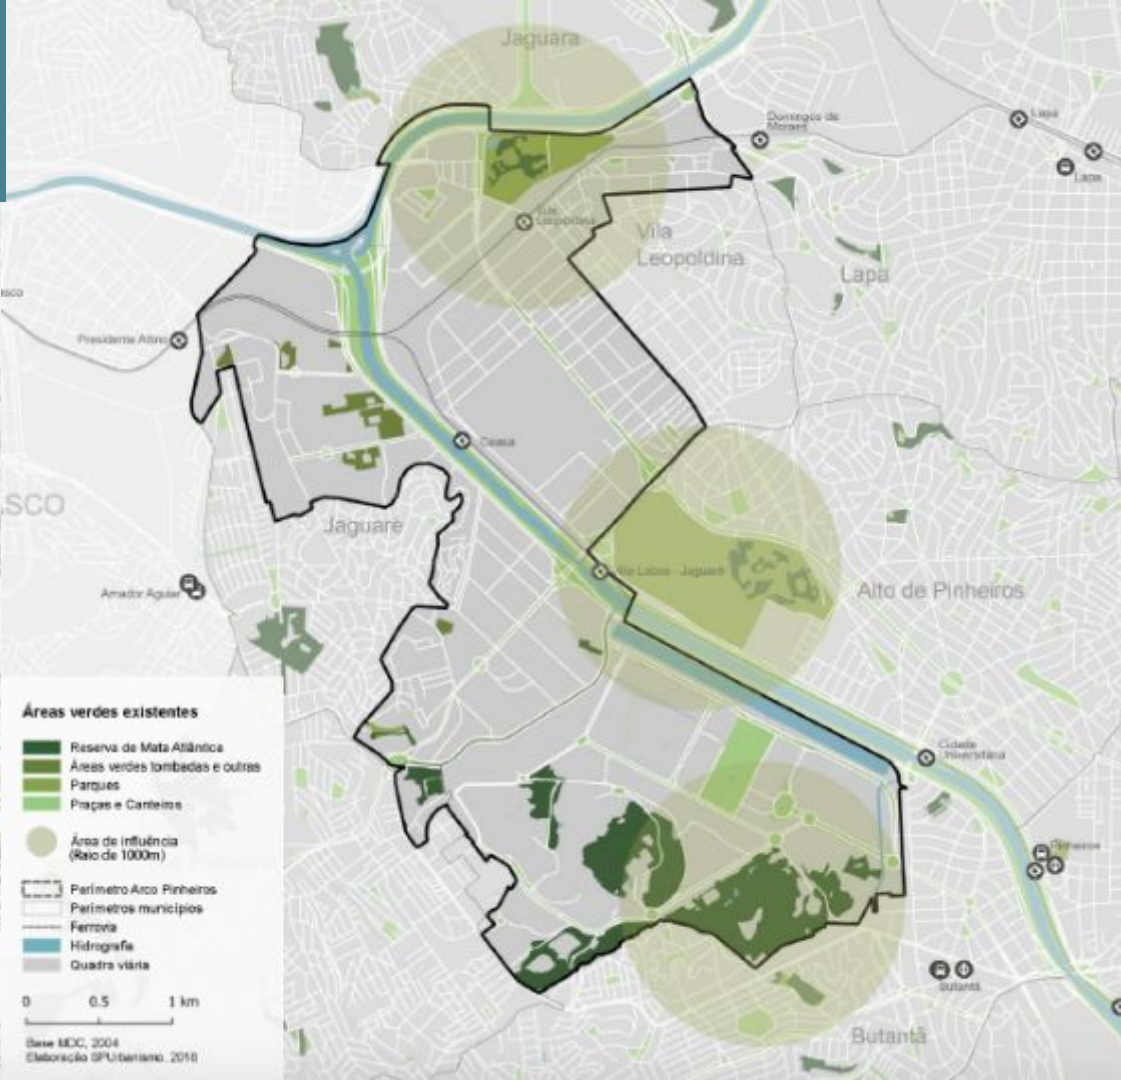 Jaguara
Domingos de
Moraes
Lapa
Lapa
Leopoldina
Vila
Leopoldina
Lapa
Presidente Altino
Ceasa
SCO
Jaguaré
Villa Lobos - Jaguaré
Amador Aguiar
Alto de Pinheiros
Cidade
Universitária
Pinheiros
Butantã
Butantã
Áreas verdes existentes
Reserva de Mata Atlântica
Áreas verdes tombadas e outras
Parques
Praças e Canteiros
Área de influência
(Raio de 1000m)
Perímetro Arco Pinheiros
Perímetros municípios
Ferrovia
Hidrografia
Quadra viária
0 0.5 1 km
Base MDC, 2004
Elaboração SPUrbanismo. 2018